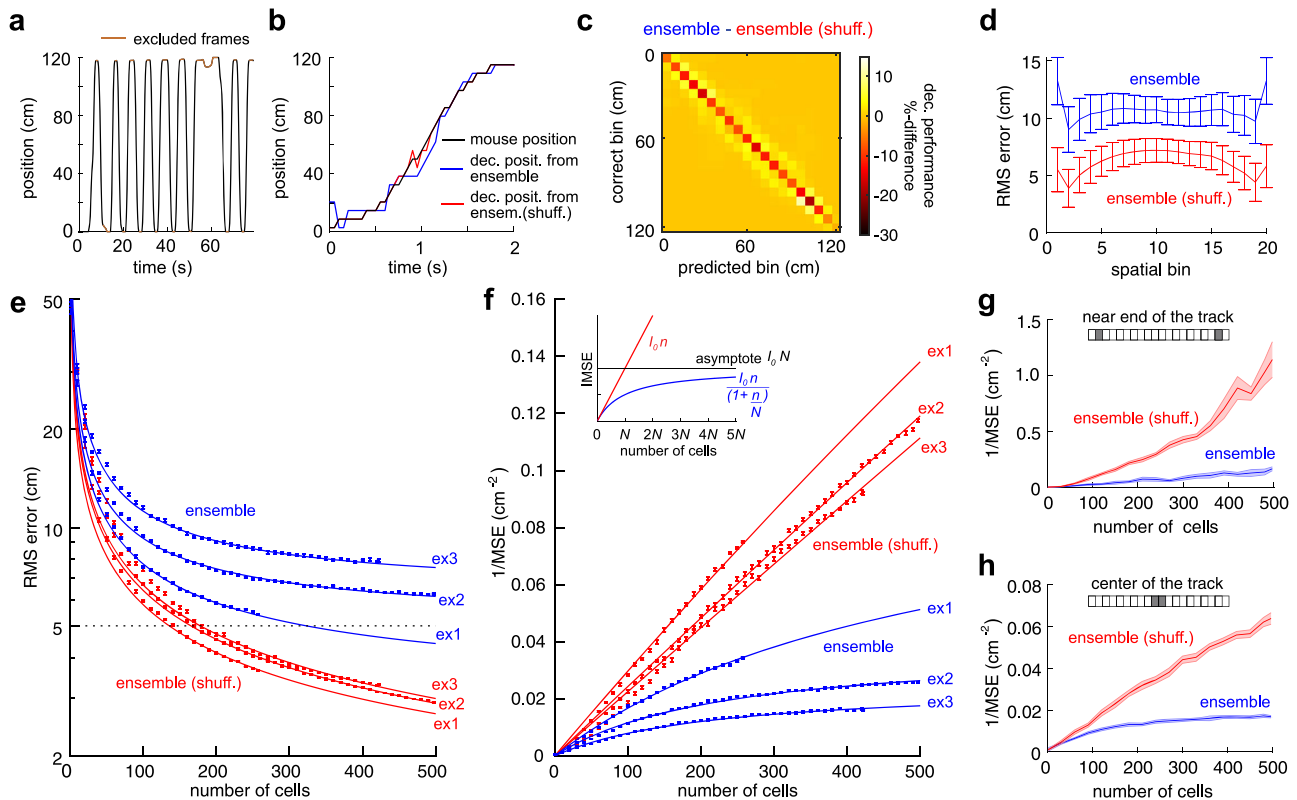 a
excluded frames
position (cm)
120
80
40
0
0
20
40
60
time (s)
b
position (cm)
120
80
40
0
mouse position
dec. posit. from
ensemble
dec. posit. from
ensem.(shuff.)
0
1
2
time (s)
c
ensemble - ensemble (shuff.)
correct bin (cm)
0
60
120
60
120
predicted bin (cm)
10
0
-10
-20
-30
dec. performance
%-difference
d
RMS error (cm)
15
10
5
0
ensemble
ensemble (shuff.)
0
5
10
15
20
spatial bin
e
RMS error (cm)
50
20
10
5
2
ensemble
ex3
ex2
ex1
ensemble (shuff.)
ex3
ex2
ex1
0
100
200
300
400
500
number of cells
f
1/MSE (cm⁻²)
0.16
0.14
0.12
0.1
0.08
0.06
0.04
0.02
0
IMSE
I₀ n
asymptote I₀ N
I₀ n
(1+ n/N)
0
N
2N
3N
4N
5N
number of cells
ex1
ex2
ex3
ensemble (shuff.)
ex1
ensemble
ex2
ex3
0
100
200
300
400
500
number of cells
g
near end of the track
1/MSE (cm⁻²)
1.5
1.0
0.5
0
ensemble (shuff.)
ensemble
0
100
200
300
400
500
number of cells
h
center of the track
1/MSE (cm⁻²)
0.08
0.06
0.04
0.02
0
ensemble (shuff.)
ensemble
0
100
200
300
400
500
number of cells